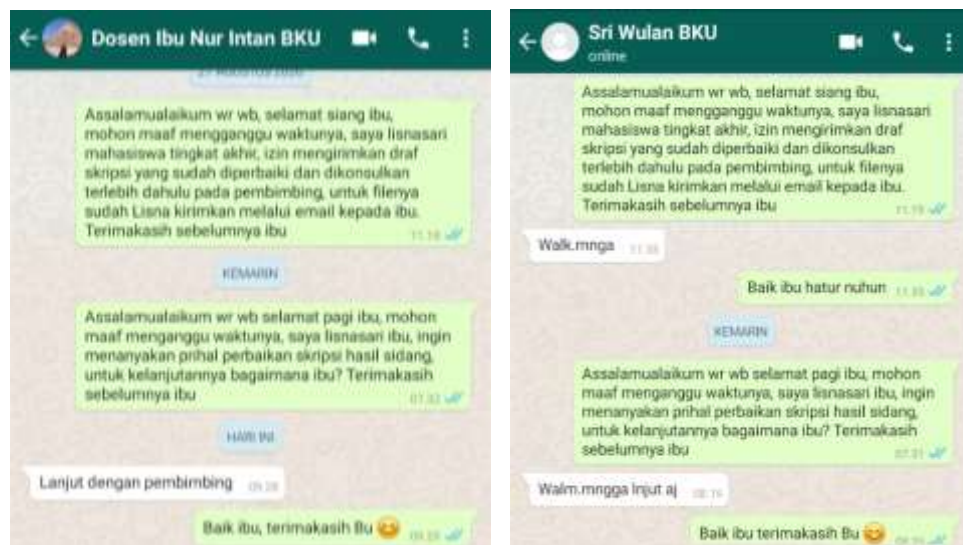 Dosen Ibu Nur Intan BKU
27 AGUSTUS 2020
Assalamualaikum wr wb, selamat siang ibu,
mohon maaf mengganggu waktunya, saya lisnasari
mahasiswa tingkat akhir, izin mengirimkan draf
skripsi yang sudah diperbaiki dan dikonsulkan
terlebih dahulu pada pembimbing, untuk filenya
sudah Lisna kirimkan melalui email kepada ibu.
Terimakasih sebelumnya ibu
KEMARIN
Assalamualaikum wr wb selamat pagi ibu, mohon
maaf menganggu waktunya, saya lisnasari ibu, ingin
menanyakan prihal perbaikan skripsi hasil sidang,
untuk kelanjutannya bagaimana ibu? Terimakasih
sebelumnya ibu
HARI INI
Lanjut dengan pembimbing
Baik ibu, terimakasih Bu 😊
Sri Wulan BKU
online
Assalamualaikum wr wb, selamat siang ibu,
mohon maaf mengganggu waktunya, saya lisnasari
mahasiswa tingkat akhir, izin mengirimkan draf
skripsi yang sudah diperbaiki dan dikonsulkan
terlebih dahulu pada pembimbing, untuk filenya
sudah Lisna kirimkan melalui email kepada ibu.
Terimakasih sebelumnya ibu
Walk.mnga
Baik ibu hatur nuhun
KEMARIN
Assalamualaikum wr wb selamat pagi ibu, mohon
maaf menganggu waktunya, saya lisnasari ibu, ingin
menanyakan prihal perbaikan skripsi hasil sidang,
untuk kelanjutannya bagaimana ibu? Terimakasih
sebelumnya ibu
Walm.mngga lnjut aj
Baik ibu terimakasih Bu 😊